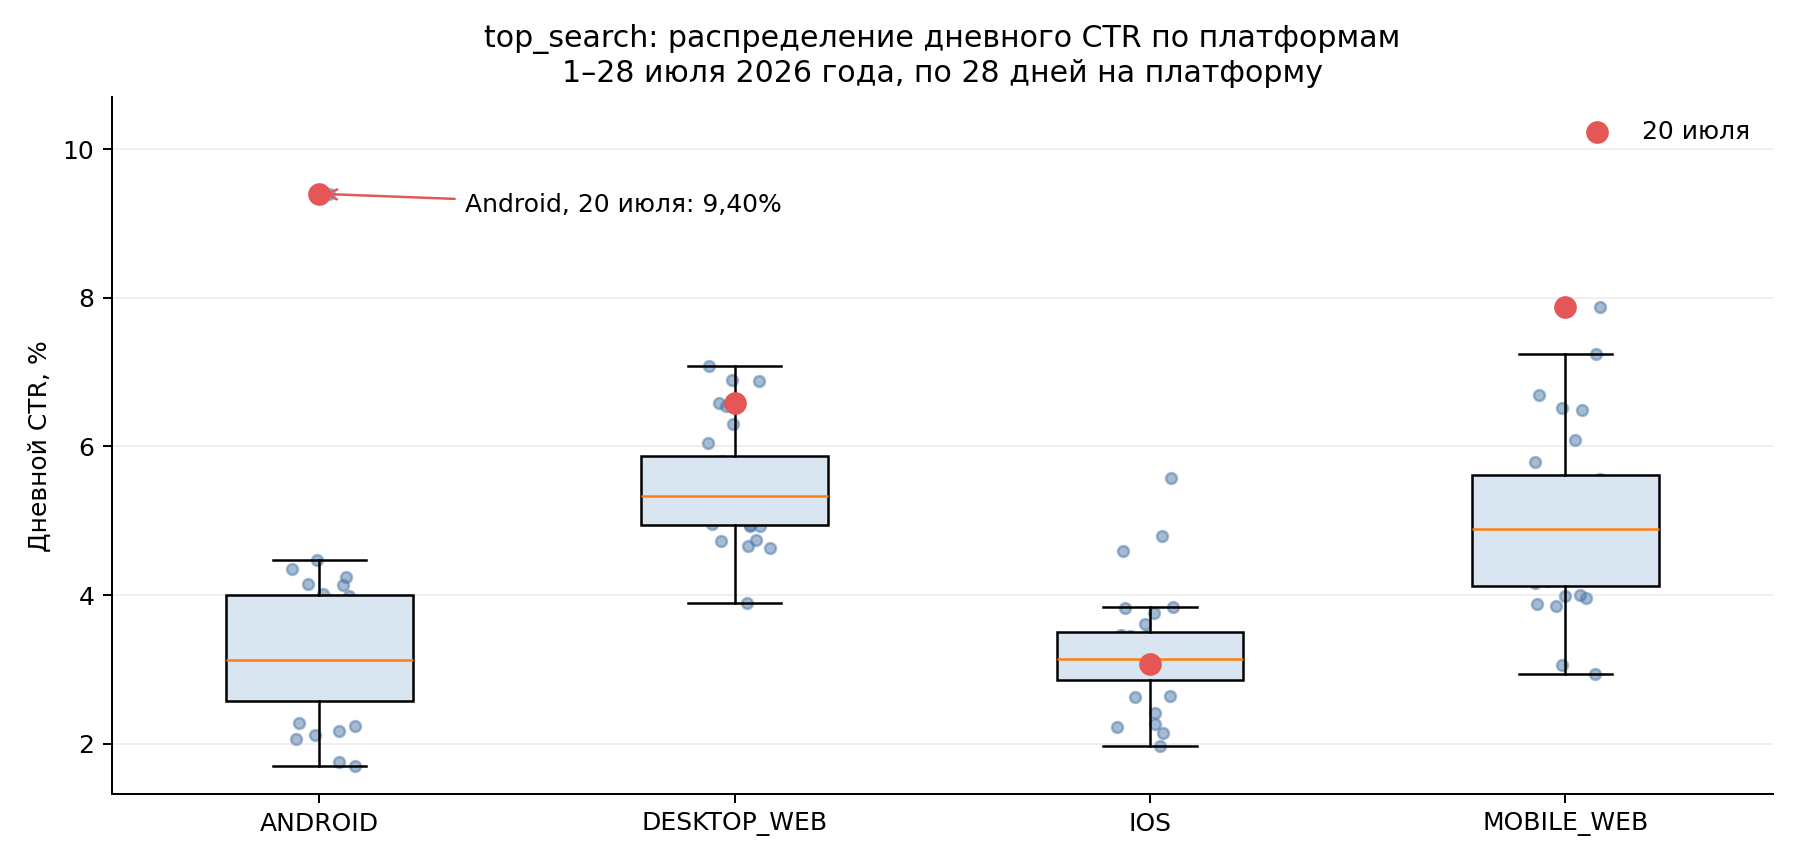 top_search: распределение дневного CTR по платформам
1–28 июля 2026 года, по 28 дней на платформу
20 июля
Android, 20 июля: 9,40%
Дневной CTR, %
10
8
6
4
2
ANDROID
DESKTOP_WEB
IOS
MOBILE_WEB